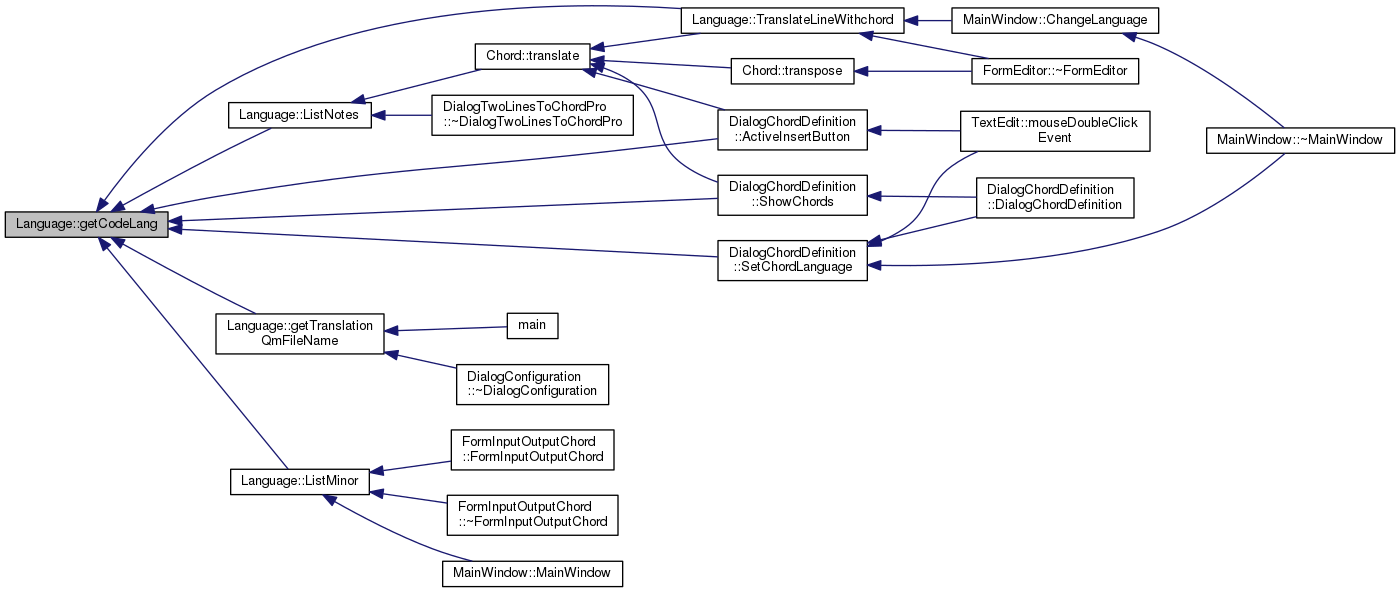 Language::getCodeLang
Language::TranslateLineWithchord
MainWindow::ChangeLanguage
Chord::translate
Chord::transpose
FormEditor::~FormEditor
Language::ListNotes
DialogTwoLinesToChordPro
::~DialogTwoLinesToChordPro
DialogChordDefinition
::ActiveInsertButton
TextEdit::mouseDoubleClick
Event
MainWindow::~MainWindow
DialogChordDefinition
::ShowChords
DialogChordDefinition
::DialogChordDefinition
DialogChordDefinition
::SetChordLanguage
Language::getTranslation
QmFileName
main
DialogConfiguration
::~DialogConfiguration
Language::ListMinor
FormInputOutputChord
::FormInputOutputChord
FormInputOutputChord
::~FormInputOutputChord
MainWindow::MainWindow